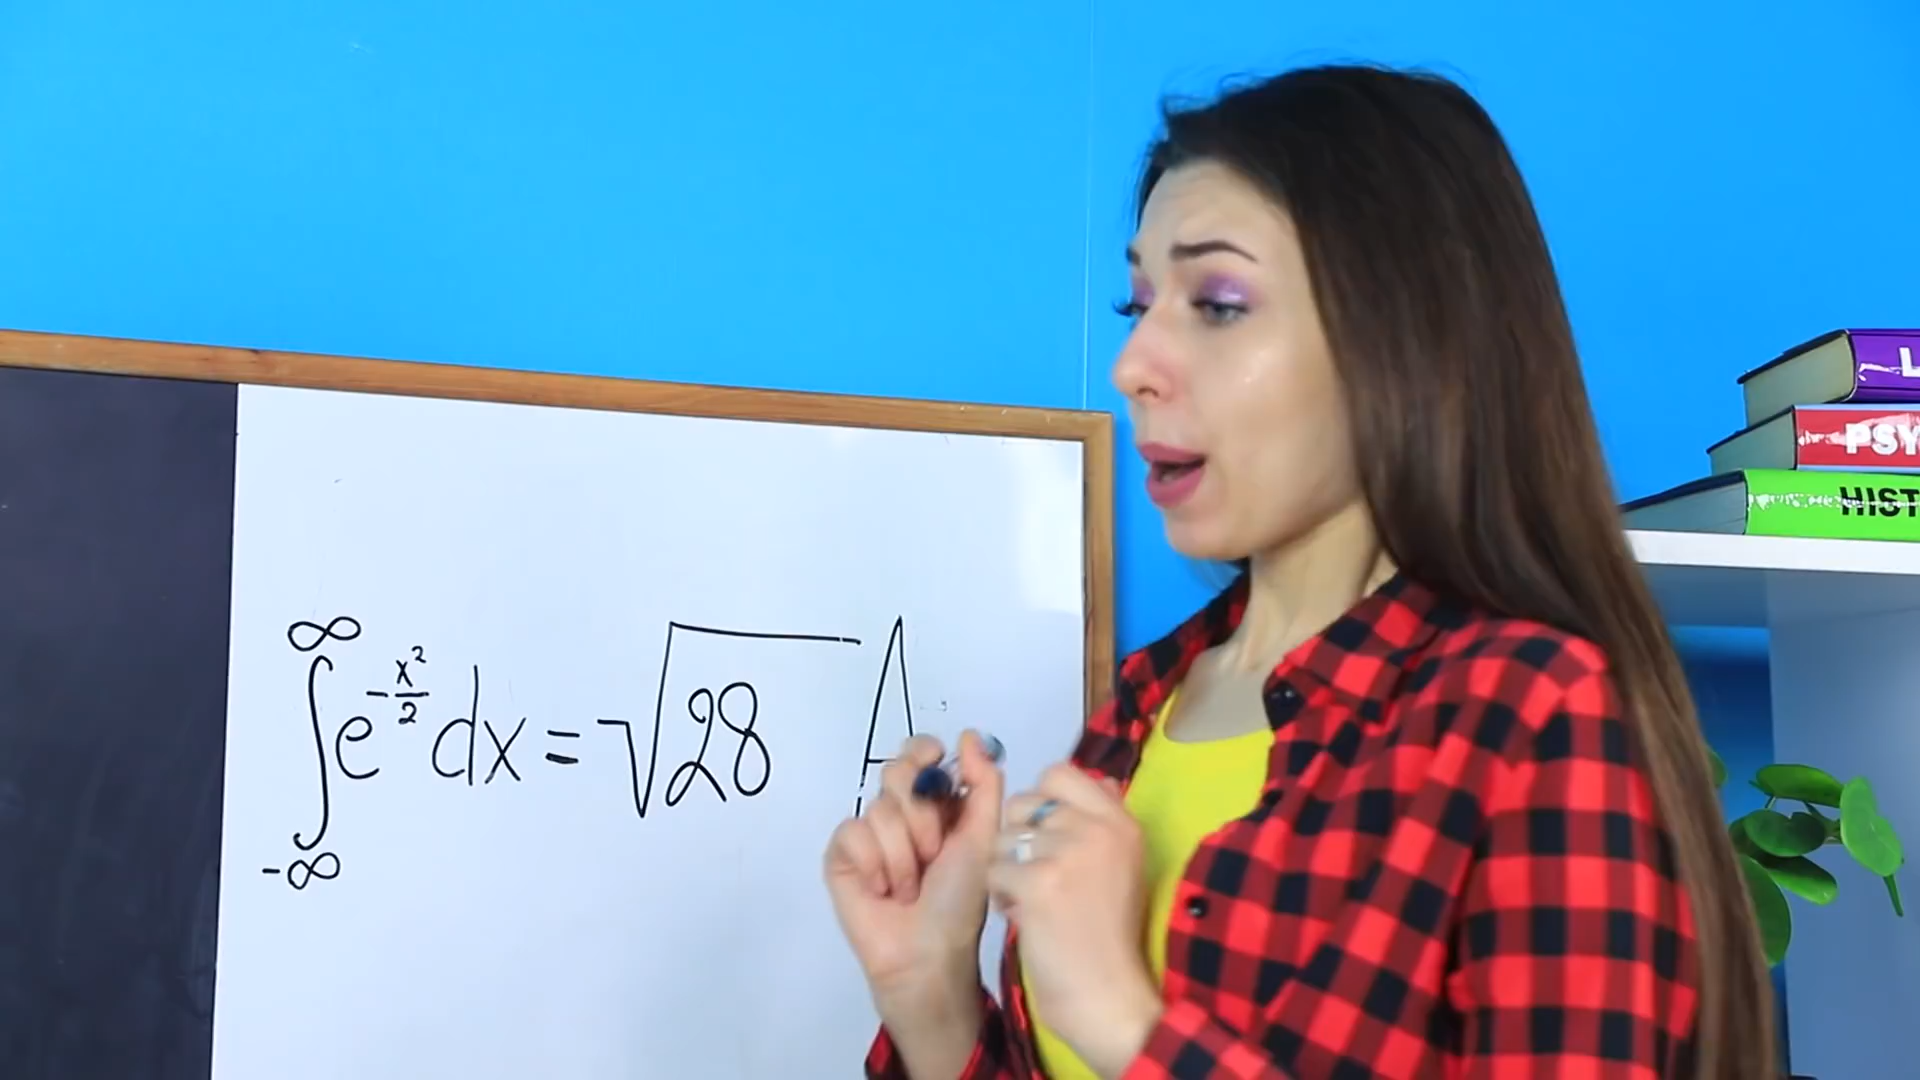 ∞
∫ e^{-x²/2} dx = √28 A
-∞
L
PSY
HIST